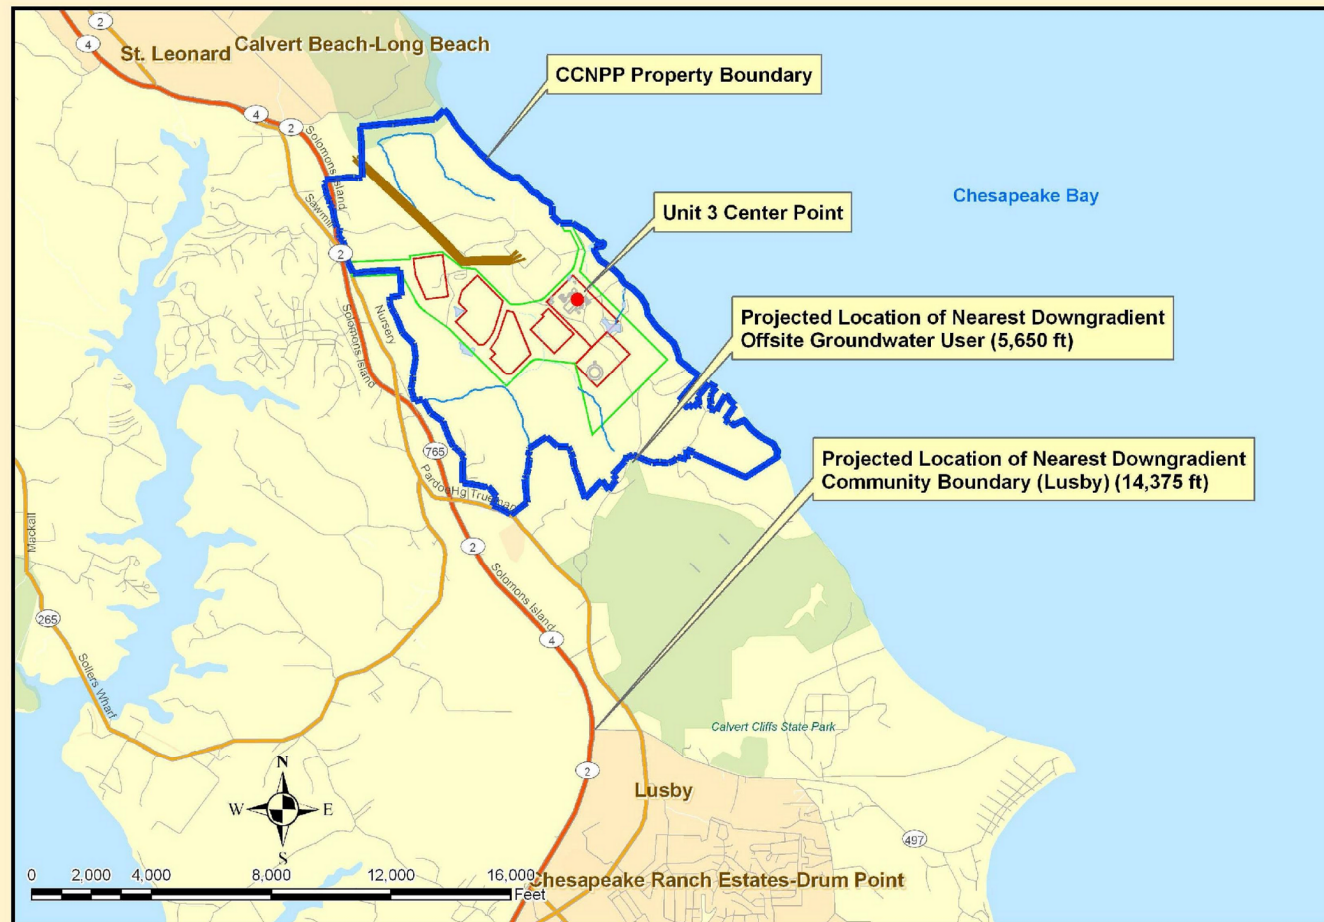 2
4
St. Leonard
Calvert Beach-Long Beach
CCNPP Property Boundary
4
2
Solomons Island
Chesapeake Bay
Unit 3 Center Point
Sawmill
2
Nursery
Solomons Island
Projected Location of Nearest Downgradient
Offsite Groundwater User (5,650 ft)
765
Projected Location of Nearest Downgradient
Community Boundary (Lusby) (14,375 ft)
Pardoe
Hg Trueman
Mackall
2
Solomons Island
265
4
Sollers Wharf
Calvert Cliffs State Park
2
Lusby
N
W
E
S
497
0
2,000
4,000
8,000
12,000
16,000
Feet
Chesapeake Ranch Estates-Drum Point